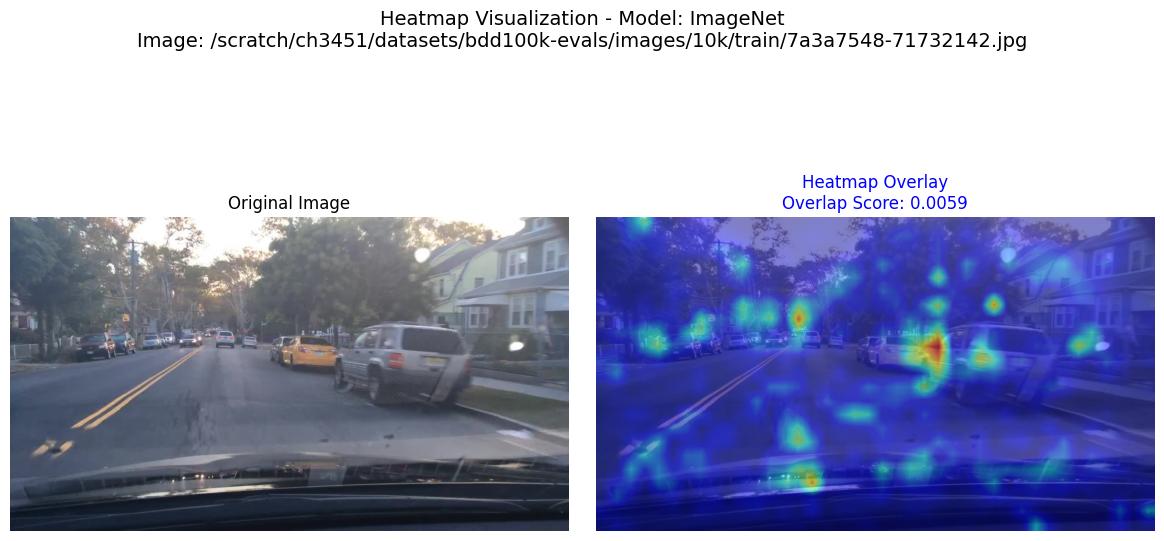 Heatmap Visualization - Model: ImageNet
Image: /scratch/ch3451/datasets/bdd100k-evals/images/10k/train/7a3a7548-71732142.jpg
Original Image
Heatmap Overlay
Overlap Score: 0.0059